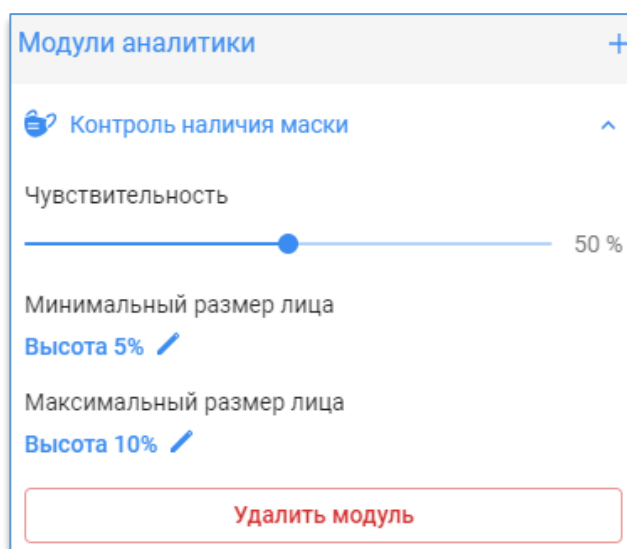 Модули аналитики +
Контроль наличия маски
Чувствительность
50 %
Минимальный размер лица
Высота 5%
Максимальный размер лица
Высота 10%
Удалить модуль